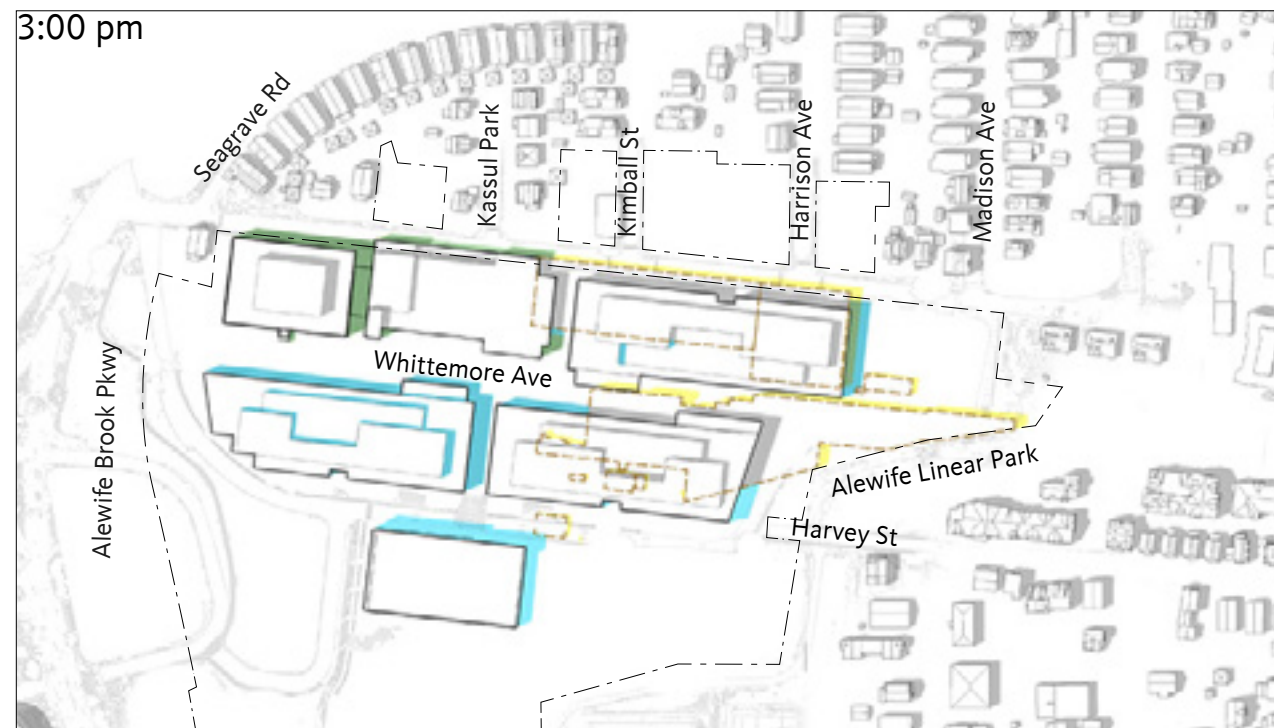 3:00 pm
Seagrave Rd
Kassul Park
Kimball St
Harrison Ave
Madison Ave
Whittemore Ave
Alewife Brook Pkwy
Alewife Linear Park
Harvey St